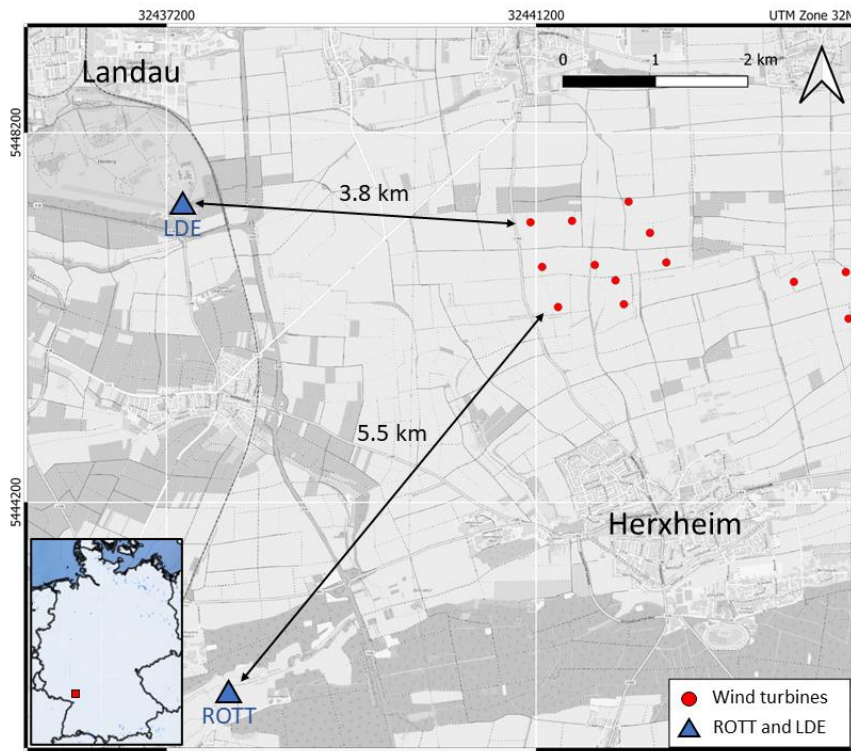 32437200
32441200
UTM Zone 32N
Landau
0
1
2 km
5448200
3.8 km
LDE
5.5 km
5444200
Herxheim
ROTT
Wind turbines
ROTT and LDE